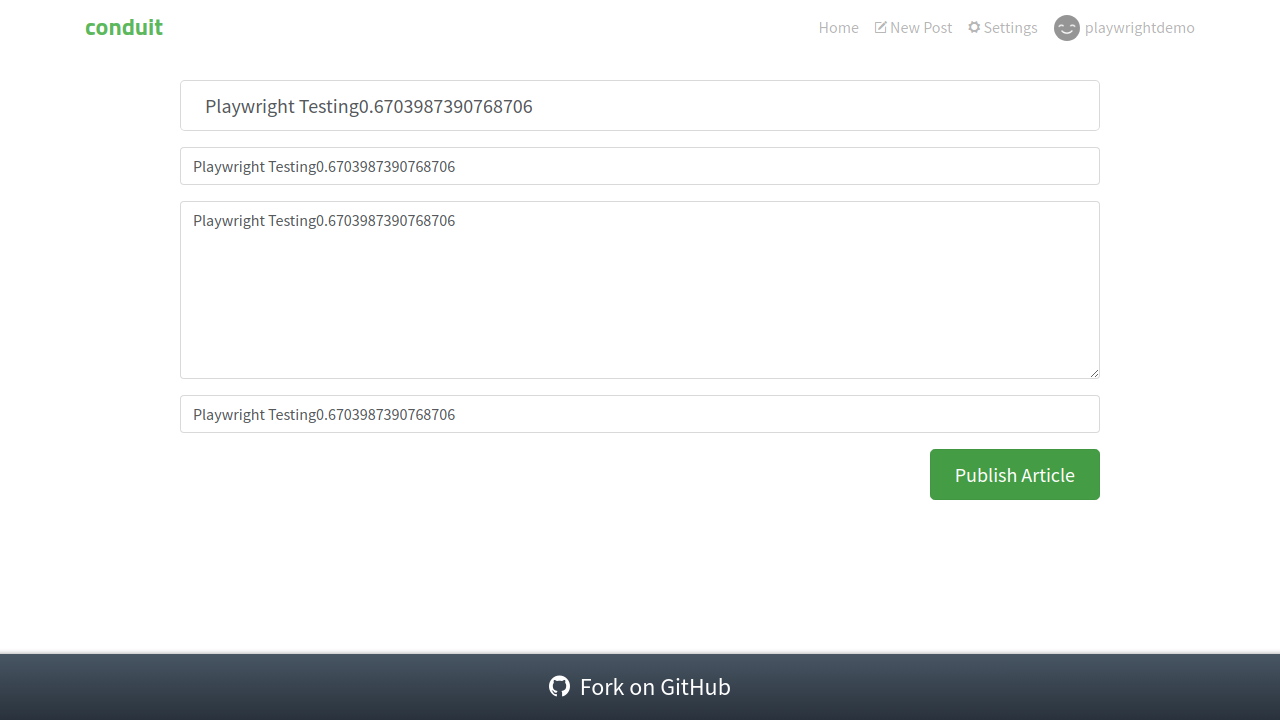 conduit
Home New Post Settings playwrightdemo
Playwright Testing0.6703987390768706
Playwright Testing0.6703987390768706
Playwright Testing0.6703987390768706
Playwright Testing0.6703987390768706
Publish Article
Fork on GitHub